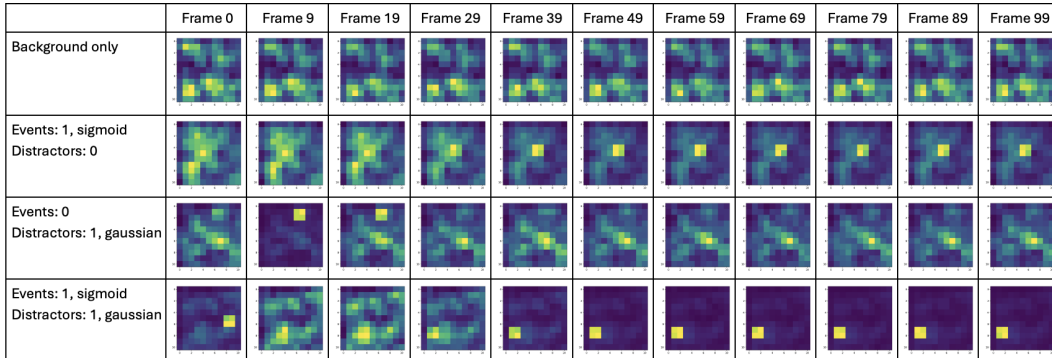 Frame 0 Frame 9 Frame 19 Frame 29 Frame 39 Frame 49 Frame 59 Frame 69 Frame 79 Frame 89 Frame 99
Background only
Events: 1, sigmoid
Distractors: 0
Events: 0
Distractors: 1, gaussian
Events: 1, sigmoid
Distractors: 1, gaussian